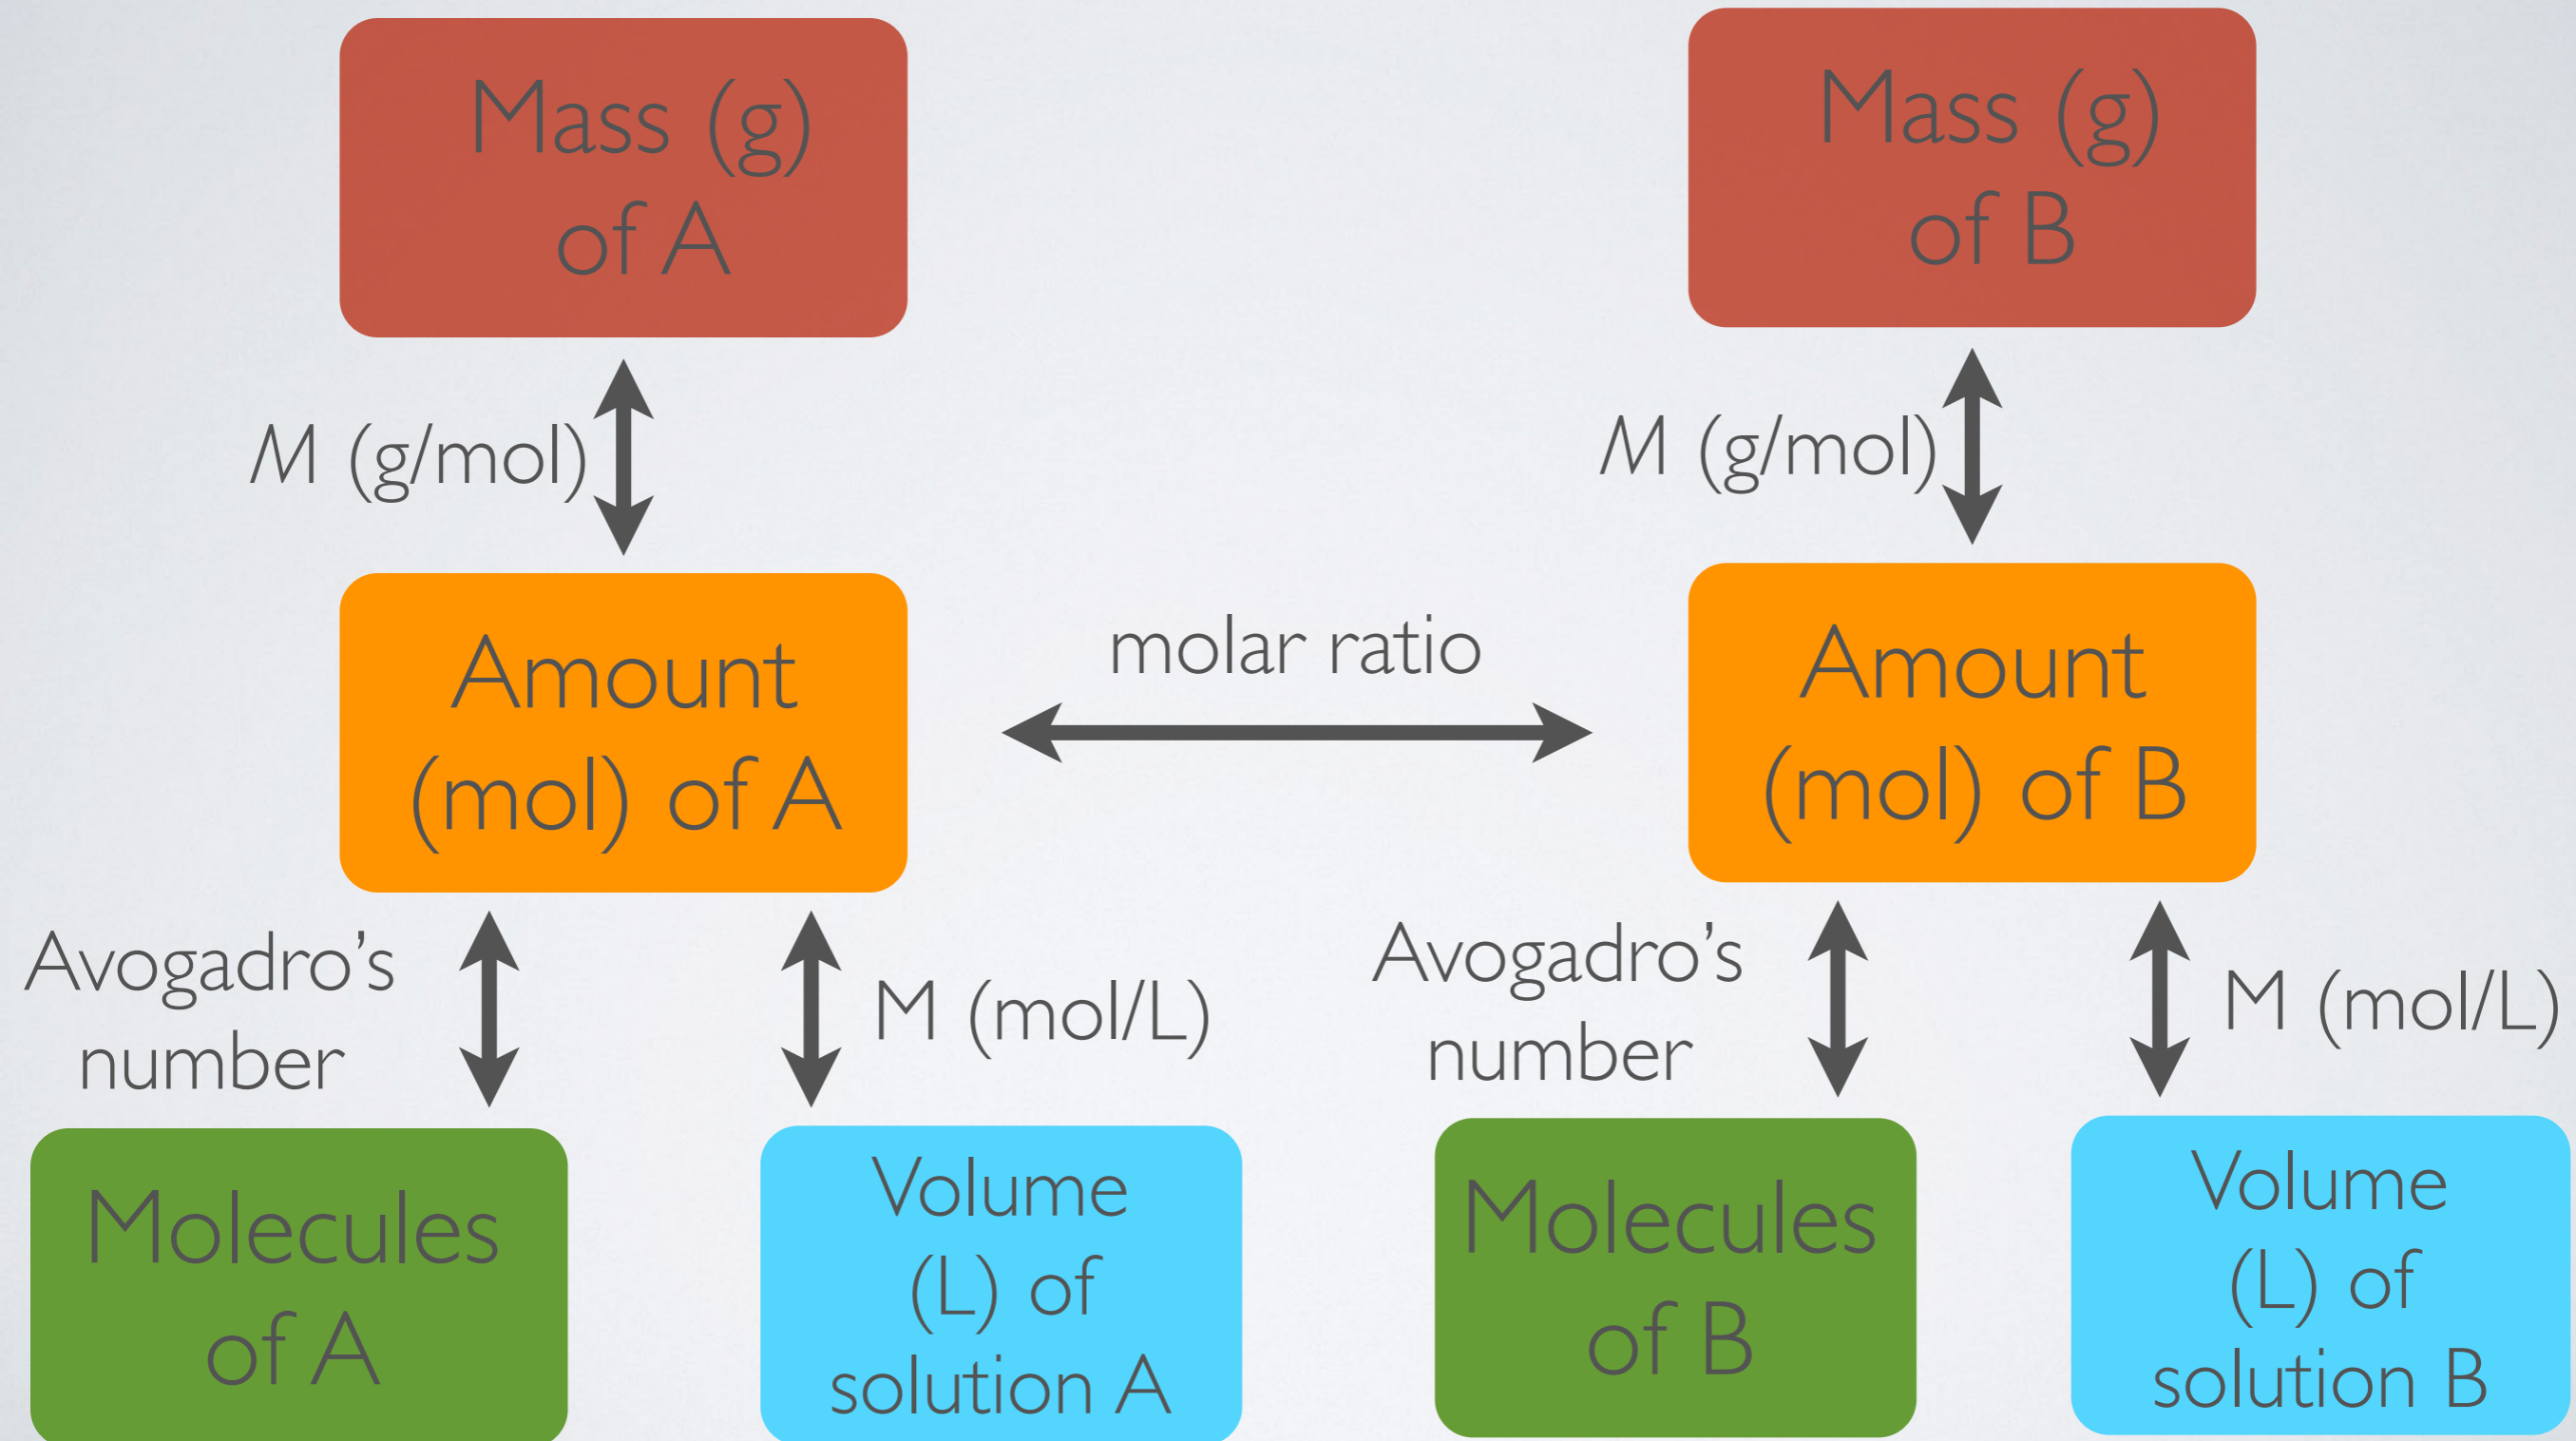 Mass (g)
of A
Mass (g)
of B
M (g/mol)
M (g/mol)
Amount
(mol) of A
molar ratio
Amount
(mol) of B
Avogadro’s
number
M (mol/L)
Avogadro’s
number
M (mol/L)
Molecules
of A
Volume
(L) of
solution A
Molecules
of B
Volume
(L) of
solution B